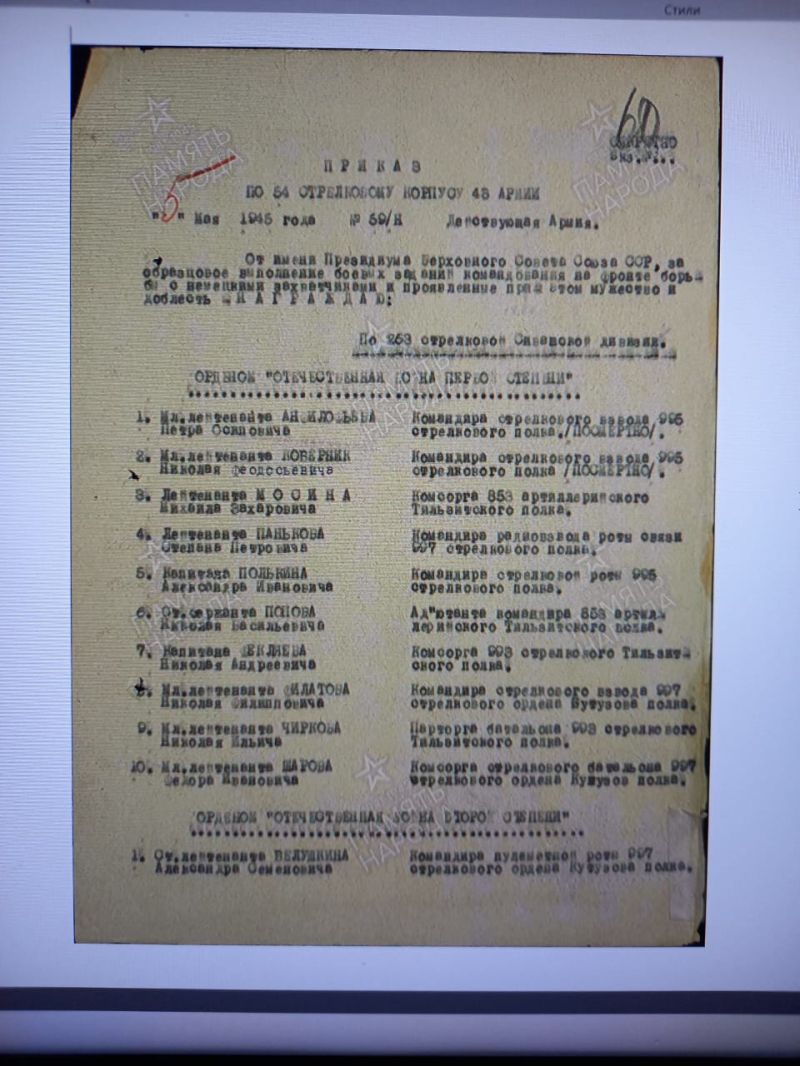 Стили
60
СЕКРЕТНО
ПРИКАЗ
ПО 54 СТРЕЛКОВОМУ КОРПУСУ 43 АРМИИ
"5" Мая 1945 года № 59/Н Действующая Армия.
От имени Президиума Верховного Совета Союза ССР, за
образцовое выполнение боевых заданий командования на фронте борь-
бы с немецкими захватчиками и проявленные при этом мужество и
доблесть НАГРАЖДАЮ:
По 263 стрелковой Сивашской дивизии.
ОРДЕНОМ "ОТЕЧЕСТВЕННАЯ ВОЙНА ПЕРВОЙ СТЕПЕНИ"
1. Мл.лейтенанта Командира стрелкового взвода 995
Петра Осиповича стрелкового полка./ПОСМЕРТНО/.
2. Мл.лейтенанта КОВЕРНИК Командира стрелкового взвода 995
Николая Феодосьевича стрелкового полка /ПОСМЕРТНО/.
3. Лейтенанта МОСИНА Комсорга 853 артиллерийского
Михаила Захаровича Тильзитского полка.
4. Лейтенанта ПАНЬКОВА Командира радиовзвода роты связи
Степана Петровича 997 стрелкового полка.
5. Капитана ПОЛЬКИНА Командира стрелковой роты 995
Александра Ивановича стрелкового полка.
6. Ст.сержанта ПОПОВА Ад"ютанта командира 853 артил-
Николая Васильевича лерийского Тильзитского полка.
7. Капитана Комсорга 993 стрелкового Тильзит-
Николая Андреевича ского полка.
8. Мл.лейтенанта ФИЛАТОВА Командира стрелкового взвода 997
Николая Филипповича стрелкового ордена Кутузова полка.
9. Мл.лейтенанта ЧИРКОВА Парторга батальона 993 стрелкового
Николая Ильича Тильзитского полка.
10. Мл.лейтенанта ШАРОВА Комсорга стрелкового батальона 997
Федора Ивановича стрелкового ордена Кутузова полка.
ОРДЕНОМ "ОТЕЧЕСТВЕННАЯ ВОЙНА ВТОРОЙ СТЕПЕНИ"
1. Ст.лейтенанта ВЕЛУШКИНА Командира пулеметной роты 997
Александра Семеновича стрелкового ордена Кутузова полка.
ПАМЯТЬ
НАРОДА